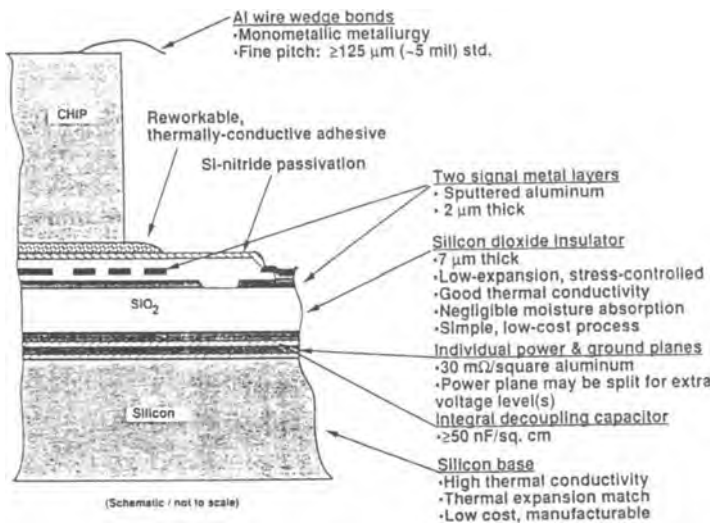 Al wire wedge bonds
•Monometallic metallurgy
•Fine pitch: ≥125 µm (~5 mil) std.
CHIP
Reworkable,
thermally-conductive adhesive
Si-nitride passivation
Two signal metal layers
• Sputtered aluminum
• 2 µm thick
Silicon dioxide insulator
•7 µm thick
•Low-expansion, stress-controlled
•Good thermal conductivity
•Negligible moisture absorption
•Simple, low-cost process
SIO₂
Individual power & ground planes
•30 mΩ/square aluminum
•Power plane may be split for extra
voltage level(s)
Integral decoupling capacitor
•≥50 nF/sq. cm
Silicon
Silicon base
•High thermal conductivity
•Thermal expansion match
•Low cost, manufacturable
(Schematic / not to scale)